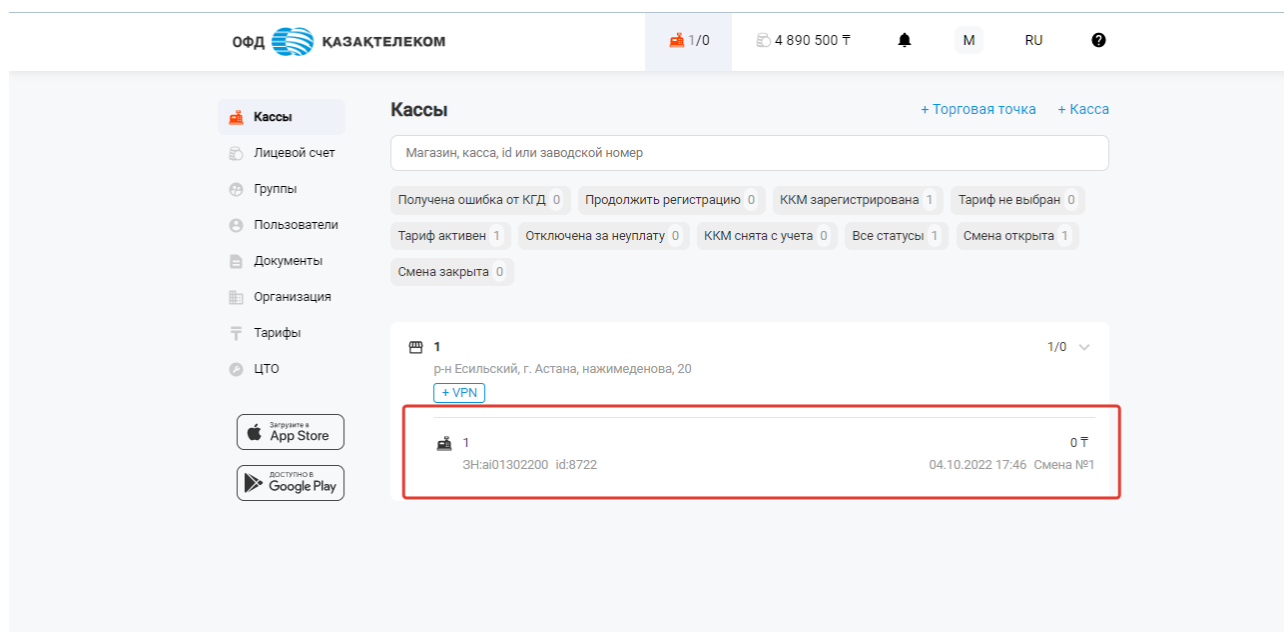 ОФД ҚАЗАҚТЕЛЕКОМ 1/0 4 890 500 ₸ M RU
Кассы
Лицевой счет
Группы
Пользователи
Документы
Организация
Тарифы
ЦТО
Загрузите в
App Store
ДОСТУПНО В
Google Play
Кассы + Торговая точка + Касса
Магазин, касса, id или заводской номер
Получена ошибка от КГД 0 Продолжить регистрацию 0 ККМ зарегистрирована 1 Тариф не выбран 0
Тариф активен 1 Отключена за неуплату 0 ККМ снята с учета 0 Все статусы 1 Смена открыта 1
Смена закрыта 0
1 1/0
р-н Есильский, г. Астана, нажимеденова, 20
+ VPN
1 0 ₸
ЗН:ai01302200 id:8722 04.10.2022 17:46 Смена №1